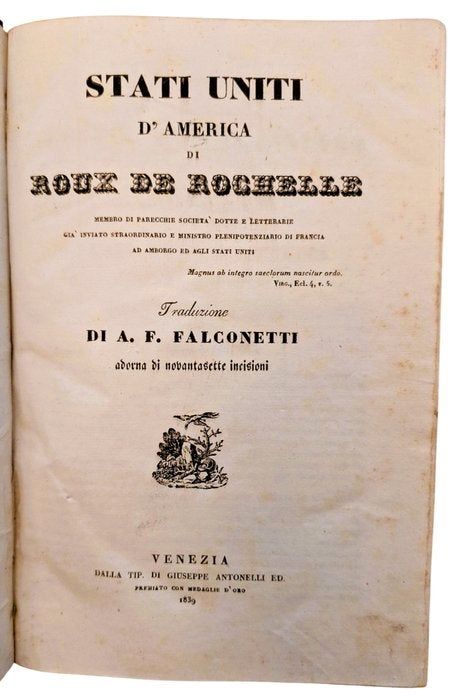 STATI UNITI
D' AMERICA
DI
ROUX DE ROCHELLE
MEMBRO DI PARECCHIE SOCIETA' DOTTE E LETTERARIE
GIA' INVIATO STRAORDINARIO E MINISTRO PLENIPOTENZIARIO DI FRANCIA
AD AMBORGO ED AGLI STATI UNITI
Magnus ab integro saeclorum nascitur ordo.
VIRG., Ecl. 4, v. 5.
Traduzione
DI A. F. FALCONETTI
adorna di novantasette incisioni
VENEZIA
DALLA TIP. DI GIUSEPPE ANTONELLI ED.
PREMIATO CON MEDAGLIE D'ORO
1839